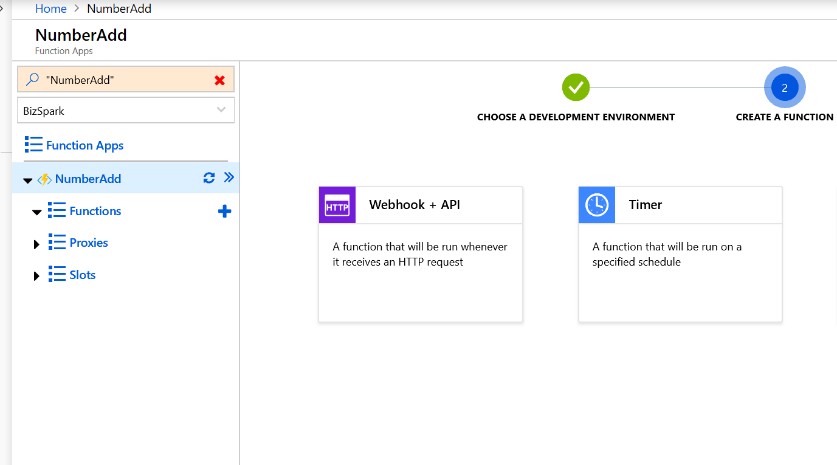 Home > NumberAdd
NumberAdd
Function Apps
"NumberAdd"
BizSpark
Function Apps
NumberAdd
Functions
Proxies
Slots
2
CHOOSE A DEVELOPMENT ENVIRONMENT
CREATE A FUNCTION
HTTP
Webhook + API
A function that will be run whenever
it receives an HTTP request
Timer
A function that will be run on a
specified schedule